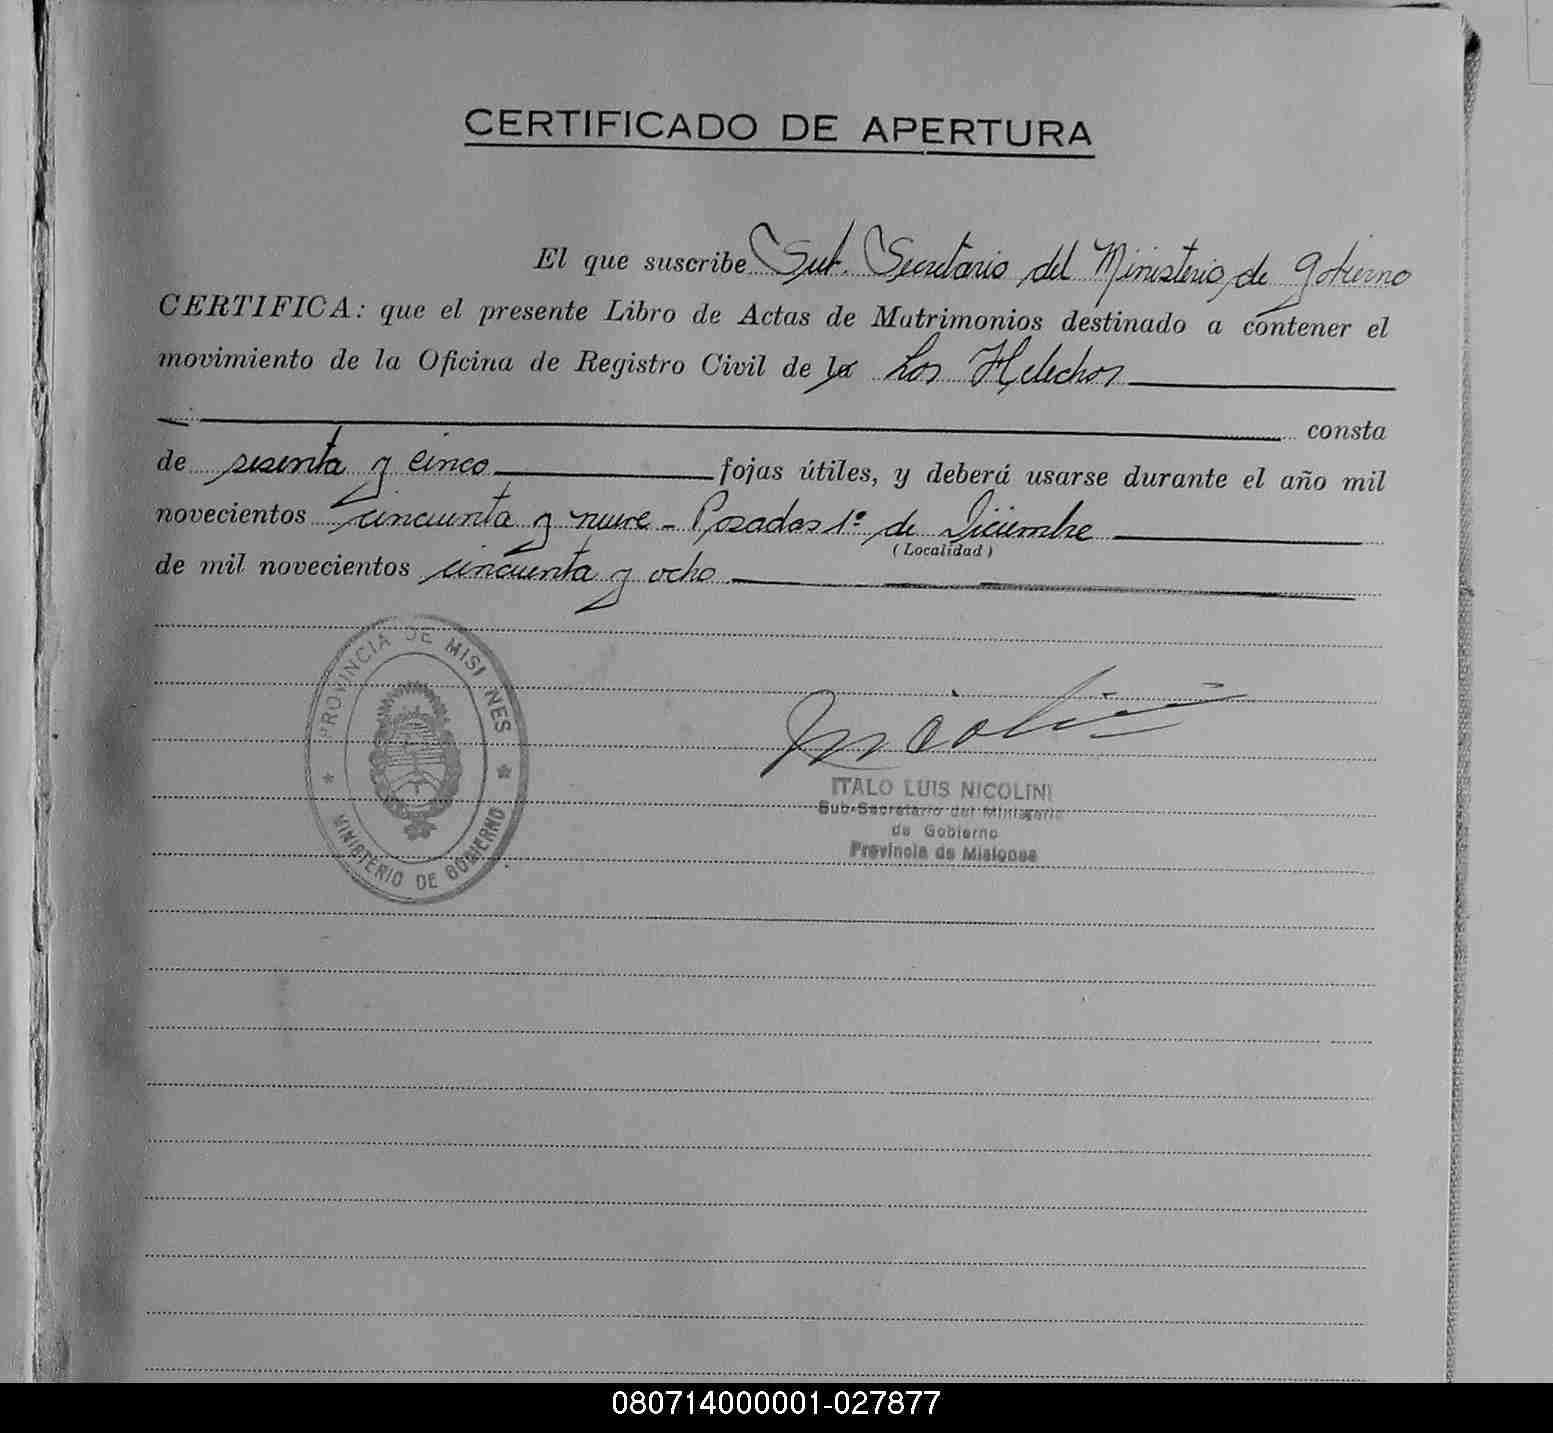 CERTIFICADO DE APERTURA
El que suscribe Sub. Secretario del Ministerio de Gobierno
CERTIFICA: que el presente Libro de Actas de Matrimonios destinado a contener el
movimiento de la Oficina de Registro Civil de la Los Helechos
consta
de sesenta y cinco fojas útiles, y deberá usarse durante el año mil
novecientos cincuenta y nueve - Posadas 1º de Diciembre
(Localidad)
de mil novecientos cincuenta y ocho
PROVINCIA DE MISI NES
MINISTERIO DE GOBIERNO
Nicolini
ITALO LUIS NICOLINI
Sub-Secretario del Ministerio
de Gobierno
Provincia de Misiones
080714000001-027877